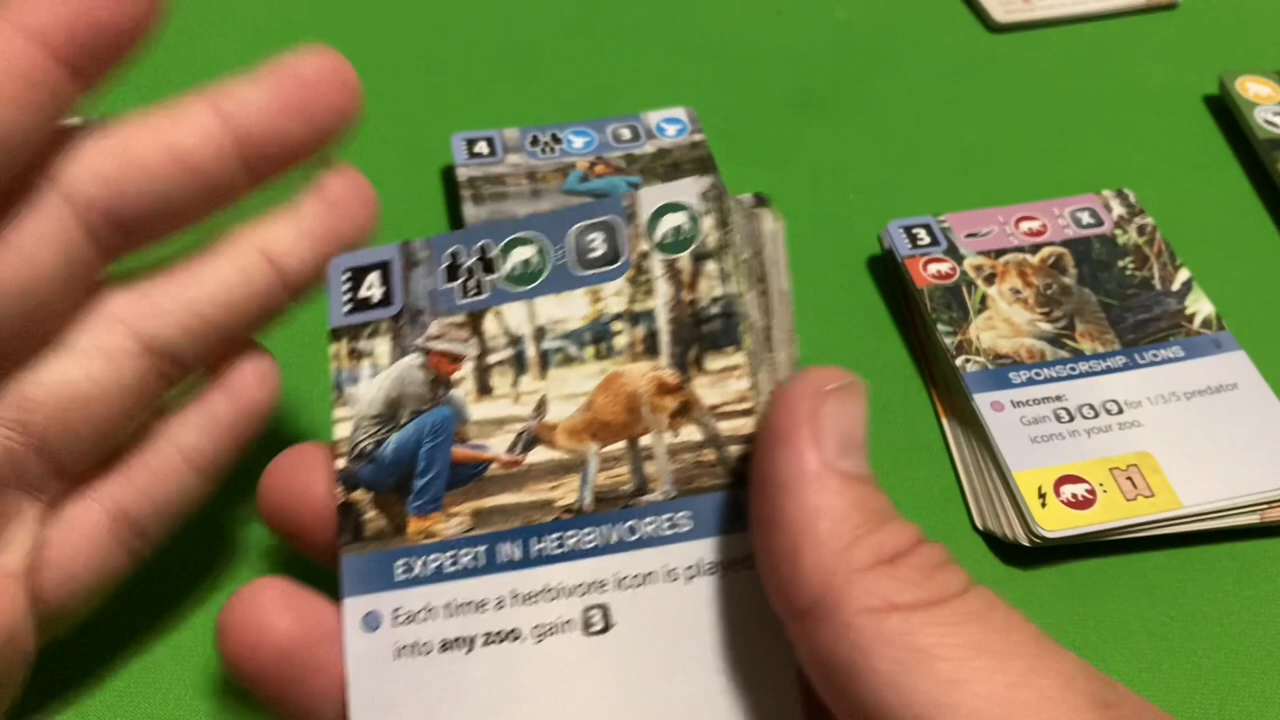 4 3
4 3
EXPERT IN HERBIVORES
Each time a herbivore icon is played
into any zoo, gain 3.
3 X
SPONSORSHIP: LIONS
Income:
Gain 3 6 9 for 1/3/5 predator
icons in your zoo.
: 1